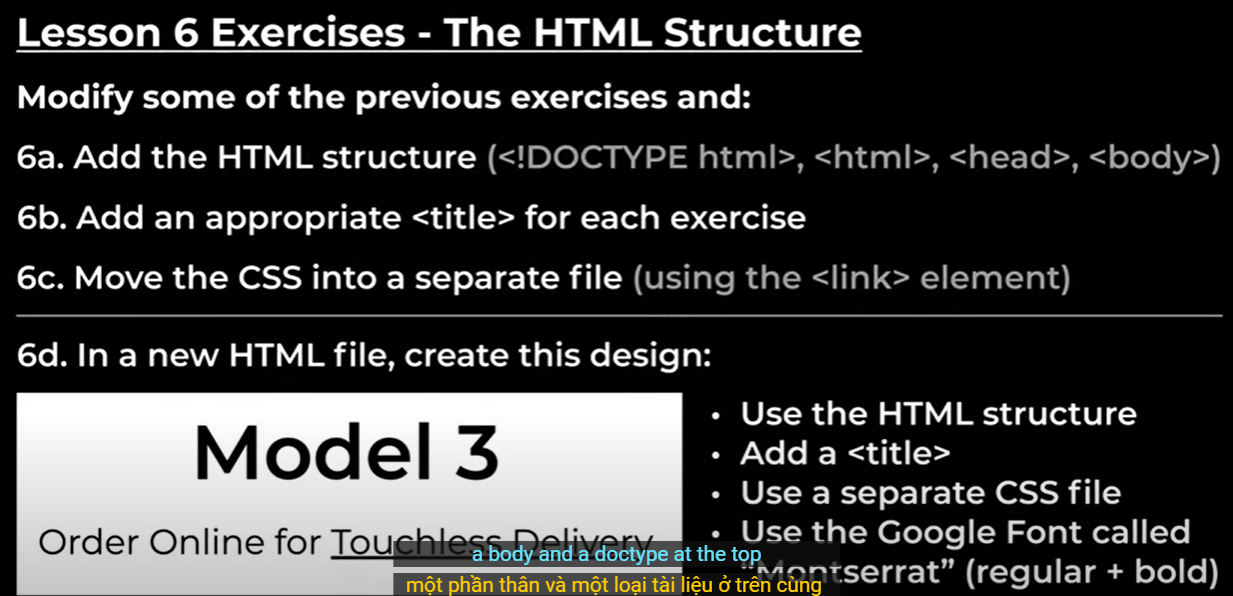 Lesson 6 Exercises - The HTML Structure
Modify some of the previous exercises and:
6a. Add the HTML structure (<!DOCTYPE html>, <html>, <head>, <body>)
6b. Add an appropriate <title> for each exercise
6c. Move the CSS into a separate file (using the <link> element)
6d. In a new HTML file, create this design:
Model 3
Order Online for Touchless Delivery
• Use the HTML structure
• Add a <title>
• Use a separate CSS file
• Use the Google Font called
“Montserrat” (regular + bold)
a body and a doctype at the top
một phần thân và một loại tài liệu ở trên cùng